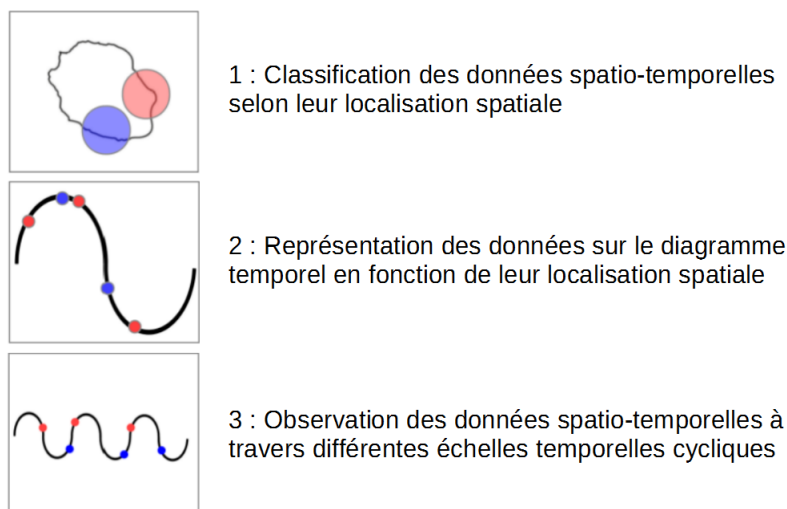 1 : Classification des données spatio-temporelles
selon leur localisation spatiale
2 : Représentation des données sur le diagramme
temporel en fonction de leur localisation spatiale
3 : Observation des données spatio-temporelles à
travers différentes échelles temporelles cycliques